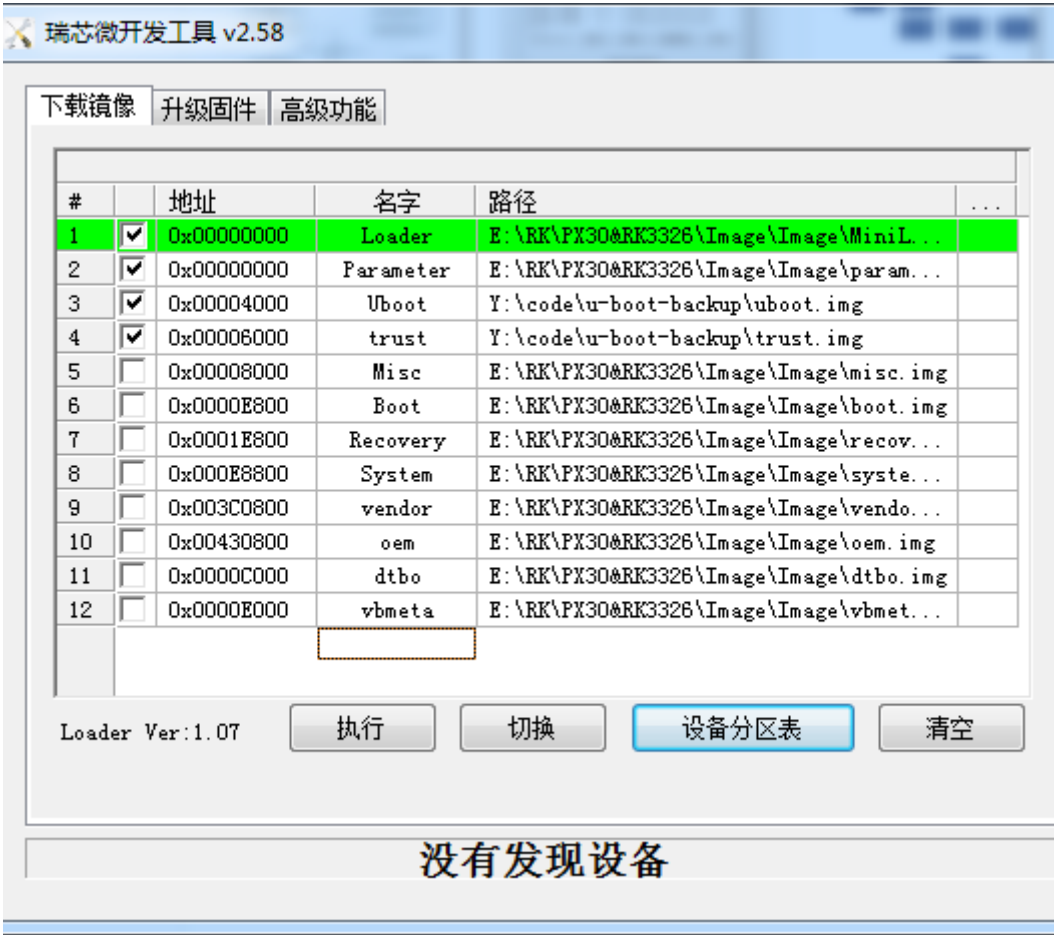 瑞芯微开发工具 v2.58
下载镜像 升级固件 高级功能
# 地址 名字 路径 ...
1 0x00000000 Loader E:\RK\PX30&RK3326\Image\Image\MiniL...
2 0x00000000 Parameter E:\RK\PX30&RK3326\Image\Image\param...
3 0x00004000 Uboot Y:\code\u-boot-backup\uboot.img
4 0x00006000 trust Y:\code\u-boot-backup\trust.img
5 0x00008000 Misc E:\RK\PX30&RK3326\Image\Image\misc.img
6 0x0000E800 Boot E:\RK\PX30&RK3326\Image\Image\boot.img
7 0x0001E800 Recovery E:\RK\PX30&RK3326\Image\Image\recov...
8 0x000E8800 System E:\RK\PX30&RK3326\Image\Image\syste...
9 0x003C0800 vendor E:\RK\PX30&RK3326\Image\Image\vendo...
10 0x00430800 oem E:\RK\PX30&RK3326\Image\Image\oem.img
11 0x0000C000 dtbo E:\RK\PX30&RK3326\Image\Image\dtbo.img
12 0x0000E000 vbmeta E:\RK\PX30&RK3326\Image\Image\vbmet...
Loader Ver:1.07 执行 切换 设备分区表 清空
没有发现设备